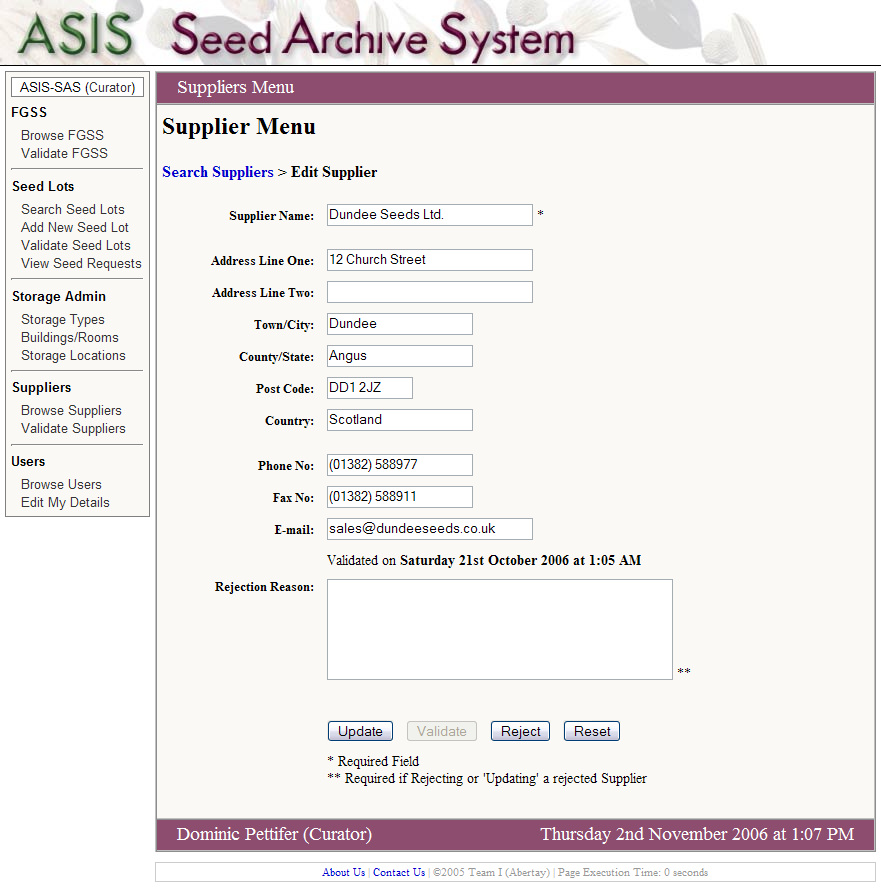 ASIS Seed Archive System
ASIS-SAS (Curator)
FGSS
Browse FGSS
Validate FGSS
Seed Lots
Search Seed Lots
Add New Seed Lot
Validate Seed Lots
View Seed Requests
Storage Admin
Storage Types
Buildings/Rooms
Storage Locations
Suppliers
Browse Suppliers
Validate Suppliers
Users
Browse Users
Edit My Details
Suppliers Menu
Supplier Menu
Search Suppliers > Edit Supplier
Supplier Name: Dundee Seeds Ltd. *
Address Line One: 12 Church Street
Address Line Two:
Town/City: Dundee
County/State: Angus
Post Code: DD1 2JZ
Country: Scotland
Phone No: (01382) 588977
Fax No: (01382) 588911
E-mail: sales@dundeeseeds.co.uk
Validated on Saturday 21st October 2006 at 1:05 AM
Rejection Reason: **
Update Validate Reject Reset
* Required Field
** Required if Rejecting or 'Updating' a rejected Supplier
Dominic Pettifer (Curator) Thursday 2nd November 2006 at 1:07 PM
About Us | Contact Us | ©2005 Team I (Abertay) | Page Execution Time: 0 seconds